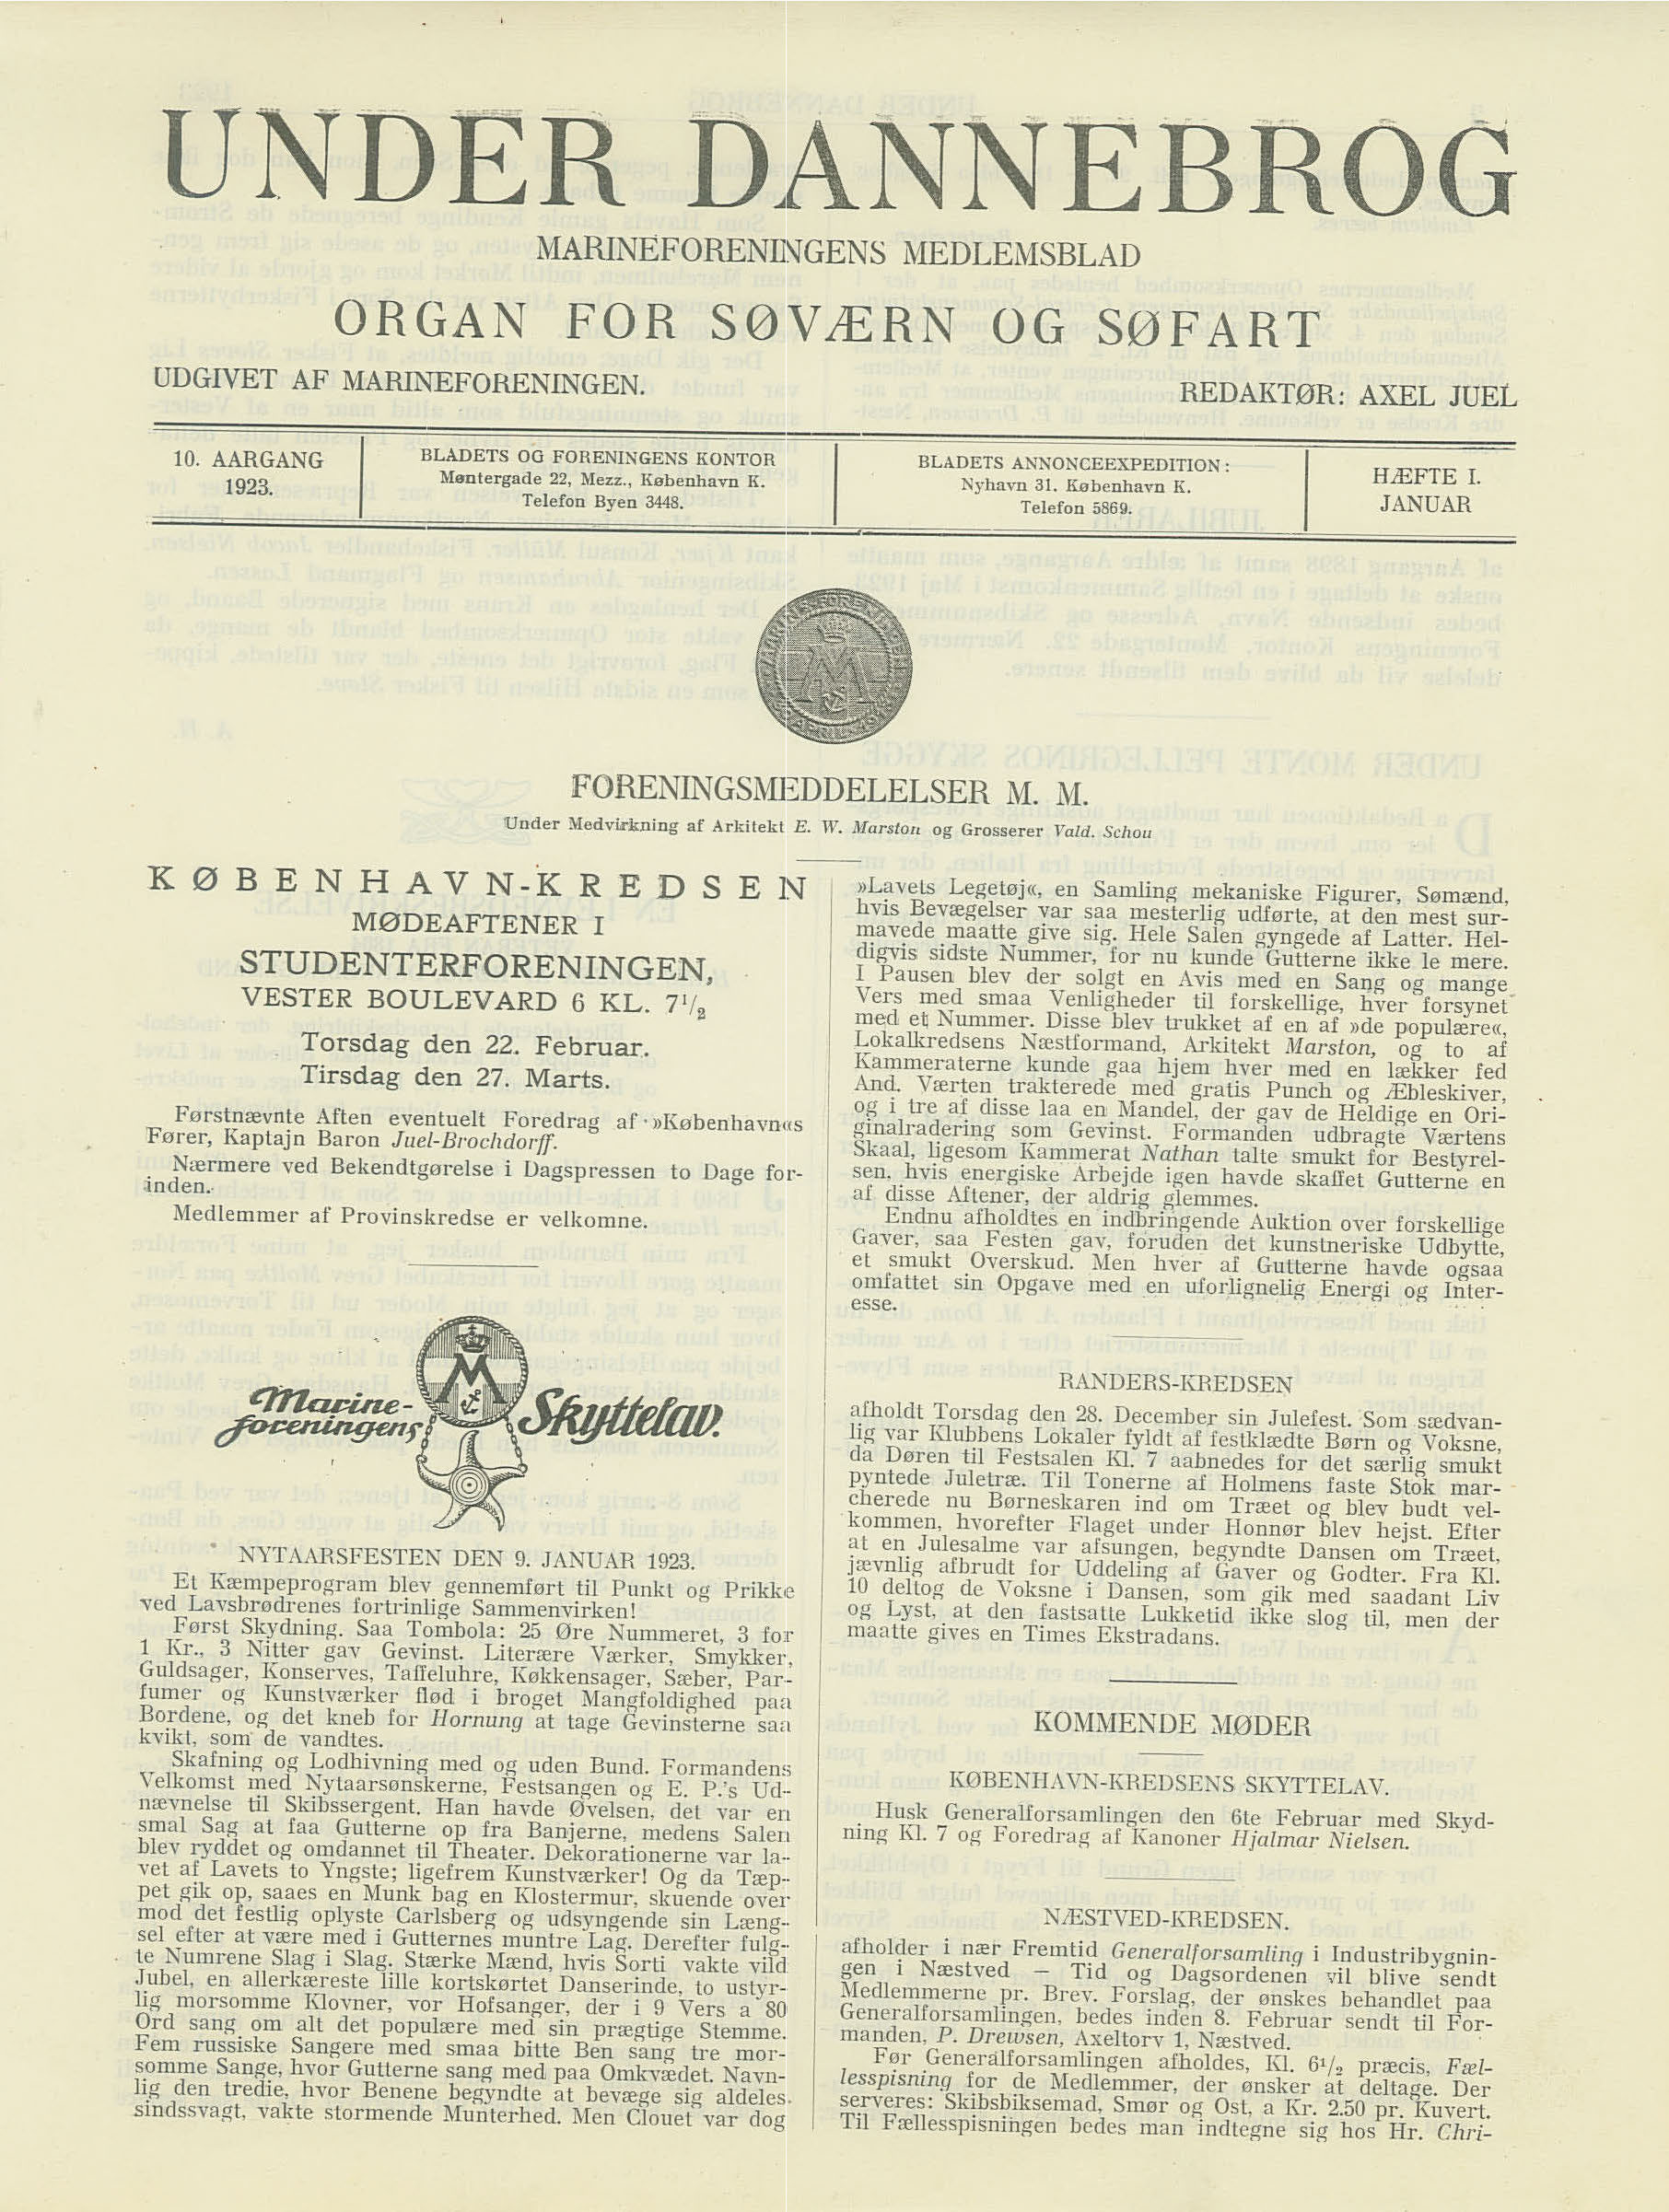 UNDER DANNEBROG
MARINEFORENINGENS MEDLEMSBLAD
ORGAN FOR SØVÆRN OG SØFART
UDGIVET AF MARINEFORENINGEN.
REDAKTØR: AXEL JUEL
10. AARGANG
1923.
BLADETS OG FORENINGENS KONTOR
Møntergade 22, Mezz., København K.
Telefon Byen 3448.
BLADETS ANNONCEEXPEDITION:
Nyhavn 31. København K.
Telefon 5869.
HÆFTE I.
JANUAR
MARINE-FORENINGEN
M
APRIL 1913
FORENINGSMEDDELELSER M. M.
Under Medvirkning af Arkitekt E. W. Marston og Grosserer Vald. Schou
KØBENHAVN-KREDSEN
MØDEAFTENER I
STUDENTERFORENINGEN,
VESTER BOULEVARD 6 KL. 7½
Torsdag den 22. Februar.
Tirsdag den 27. Marts.
Førstnævnte Aften eventuelt Foredrag af »København«s
Fører, Kaptajn Baron Juel-Brochdorff.
Nærmere ved Bekendtgørelse i Dagspressen to Dage for-
inden.
Medlemmer af Provinskredse er velkomne.
Marine-
foreningens
M
Skyttelav.
NYTAARSFESTEN DEN 9. JANUAR 1923.
Et Kæmpeprogram blev gennemført til Punkt og Prikke
ved Lavsbrødrenes fortrinlige Sammenvirken!
Først Skydning. Saa Tombola: 25 Øre Nummeret, 3 for
1 Kr., 3 Nitter gav Gevinst. Literære Værker, Smykker,
Guldsager, Konserves, Taffeluhre, Køkkensager, Sæber, Par-
fumer og Kunstværker flød i broget Mangfoldighed paa
Bordene, og det kneb for Hornung at tage Gevinsterne saa
kvikt, som de vandtes.
Skafning og Lodhivning med og uden Bund. Formandens
Velkomst med Nytaarsønskerne, Festsangen og E. P.'s Ud-
nævnelse til Skibssergent. Han havde Øvelsen, det var en
smal Sag at faa Gutterne op fra Banjerne, medens Salen
blev ryddet og omdannet til Theater. Dekorationerne var la-
vet af Lavets to Yngste; ligefrem Kunstværker! Og da Tæp-
pet gik op, saaes en Munk bag en Klostermur, skuende over
mod det festlig oplyste Carlsberg og udsyngende sin Læng-
sel efter at være med i Gutternes muntre Lag. Derefter fulg-
te Numrene Slag i Slag. Stærke Mænd, hvis Sorti vakte vild
Jubel, en allerkæreste lille kortskørtet Danserinde, to ustyr-
lig morsomme Klovner, vor Hofsanger, der i 9 Vers a 80
Ord sang om alt det populære med sin prægtige Stemme.
Fem russiske Sangere med smaa bitte Ben sang tre mor-
somme Sange, hvor Gutterne sang med paa Omkvædet. Navn-
lig den tredie, hvor Benene begyndte at bevæge sig aldeles
sindssvagt, vakte stormende Munterhed. Men Clouet var dog
»Lavets Legetøj«, en Samling mekaniske Figurer, Sømænd,
hvis Bevægelser var saa mesterlig udførte, at den mest sur-
mavede maatte give sig. Hele Salen gyngede af Latter. Hel-
digvis sidste Nummer, for nu kunde Gutterne ikke le mere.
I Pausen blev der solgt en Avis med en Sang og mange
Vers med smaa Venligheder til forskellige, hver forsynet
med et Nummer. Disse blev trukket af en af »de populære«,
Lokalkredsens Næstformand, Arkitekt Marston, og to af
Kammeraterne kunde gaa hjem hver med en lækker fed
And. Værten trakterede med gratis Punch og Æbleskiver,
og i tre af disse laa en Mandel, der gav de Heldige en Ori-
ginalradering som Gevinst. Formanden udbragte Værtens
Skaal, ligesom Kammerat Nathan talte smukt for Bestyrel-
sen, hvis energiske Arbejde igen havde skaffet Gutterne en
af disse Aftener, der aldrig glemmes.
Endnu afholdtes en indbringende Auktion over forskellige
Gaver, saa Festen gav, foruden det kunstneriske Udbytte,
et smukt Overskud. Men hver af Gutterne havde ogsaa
omfattet sin Opgave med en uforlignelig Energi og Inter-
esse.
RANDERS-KREDSEN
afholdt Torsdag den 28. December sin Julefest. Som sædvan-
lig var Klubbens Lokaler fyldt af festklædte Børn og Voksne,
da Døren til Festsalen Kl. 7 aabnedes for det særlig smukt
pyntede Juletræ. Til Tonerne af Holmens faste Stok mar-
cherede nu Børneskaren ind om Træet og blev budt vel-
kommen, hvorefter Flaget under Honnør blev hejst. Efter
at en Julesalme var afsungen, begyndte Dansen om Træet,
jævnlig afbrudt for Uddeling af Gaver og Godter. Fra Kl.
10 deltog de Voksne i Dansen, som gik med saadant Liv
og Lyst, at den fastsatte Lukketid ikke slog til, men der
maatte gives en Times Ekstradans.
KOMMENDE MØDER
KØBENHAVN-KREDSENS SKYTTELAV.
Husk Generalforsamlingen den 6te Februar med Skyd-
ning Kl. 7 og Foredrag af Kanoner Hjalmar Nielsen.
NÆSTVED-KREDSEN.
afholder i nær Fremtid Generalforsamling i Industribygnin-
gen i Næstved — Tid og Dagsordenen vil blive sendt
Medlemmerne pr. Brev. Forslag, der ønskes behandlet paa
Generalforsamlingen, bedes inden 8. Februar sendt til For-
manden, P. Drewsen, Axeltorv 1, Næstved.
Før Generalforsamlingen afholdes, Kl. 6½ præcis, Fæl-
lesspisning for de Medlemmer, der ønsker at deltage. Der
serveres: Skibsbiksemad, Smør og Ost, a Kr. 2.50 pr. Kuvert.
Til Fællesspisningen bedes man indtegne sig hos Hr. Chri-